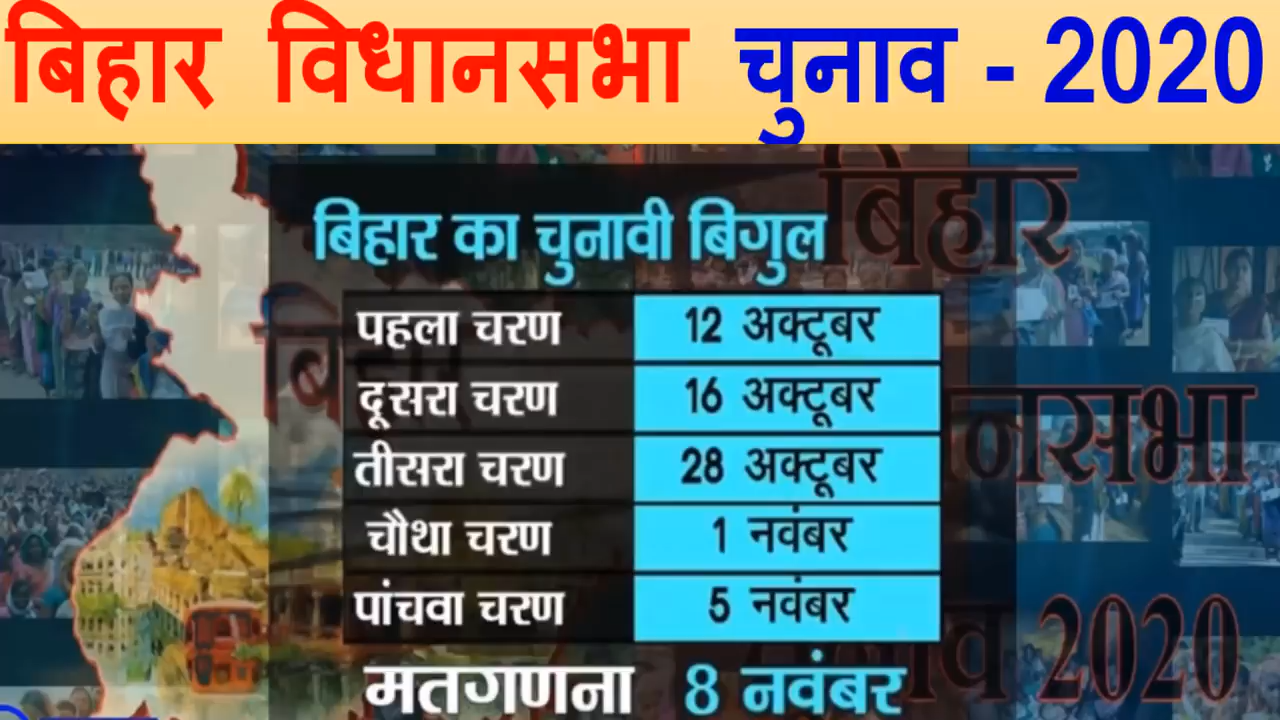 बिहार विधानसभा चुनाव - 2020
बिहार
बिहार का चुनावी बिगुल
पहला चरण 12 अक्टूबर
दूसरा चरण 16 अक्टूबर
तीसरा चरण 28 अक्टूबर
चौथा चरण 1 नवंबर
पांचवा चरण 5 नवंबर
2020
मतगणना 8 नवंबर